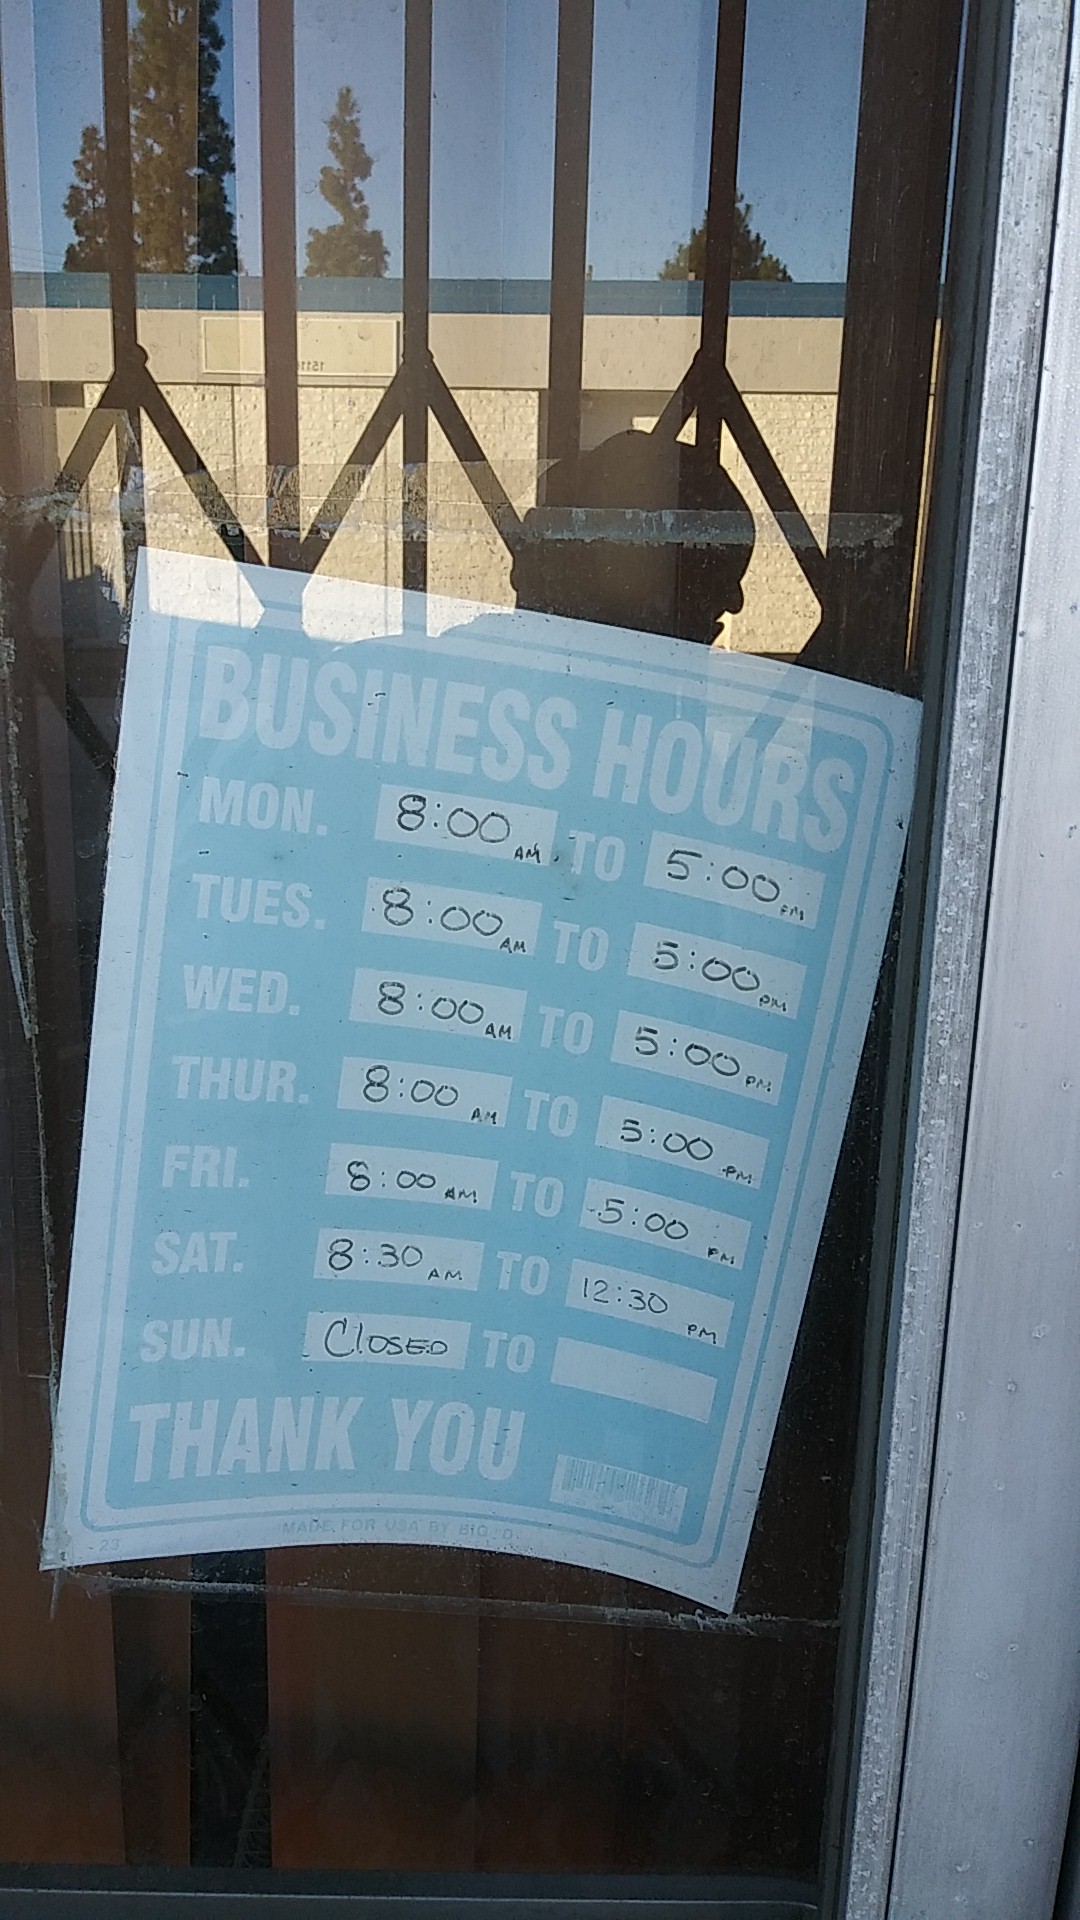 BUSINESS HOURS
MON. 8:00 AM. TO 5:00 PM
TUES. 8:00 AM TO 5:00 PM
WED. 8:00 AM TO 5:00 PM
THUR. 8:00 AM TO 5:00 PM
FRI. 8:00 AM TO 5:00 PM
SAT. 8:30 AM TO 12:30 PM
SUN. CLOSED TO
THANK YOU
MADE FOR USA BY BIG "D"
23